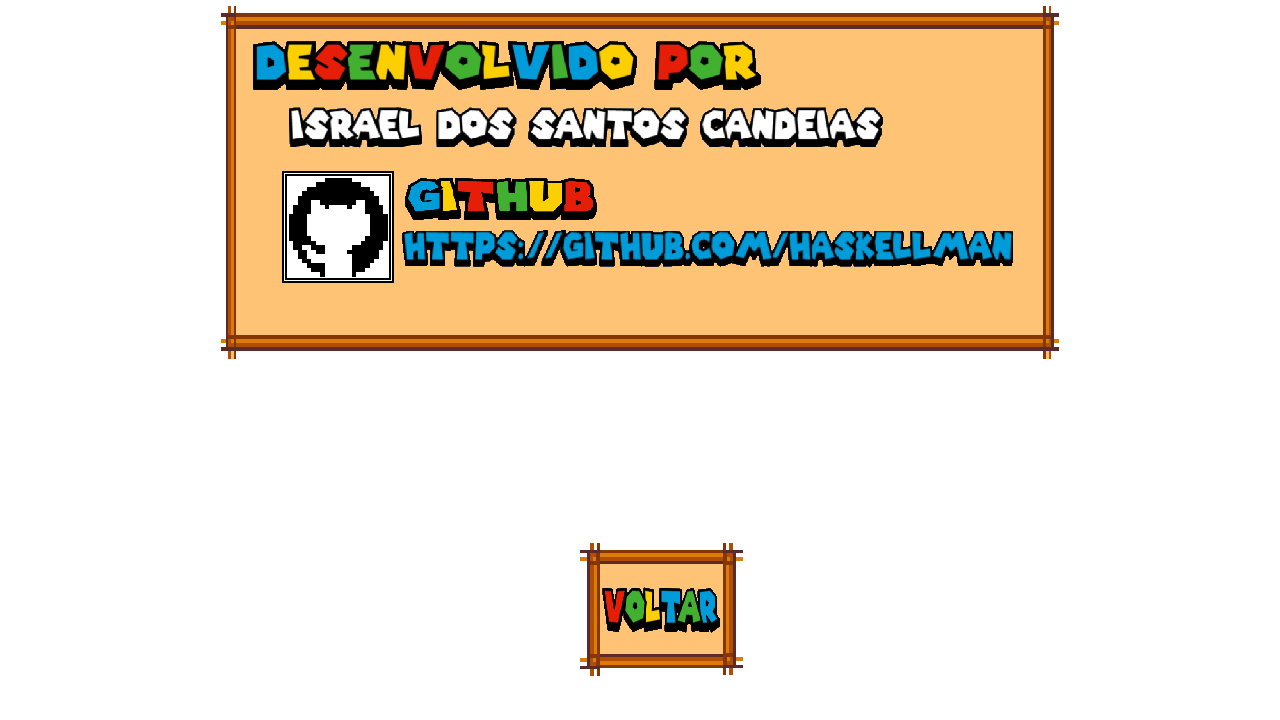 DESENVOLVIDO POR
ISRAEL DOS SANTOS CANDEIAS
GITHUB
HTTPS://GITHUB.COM/HASKELLMAN
VOLTAR